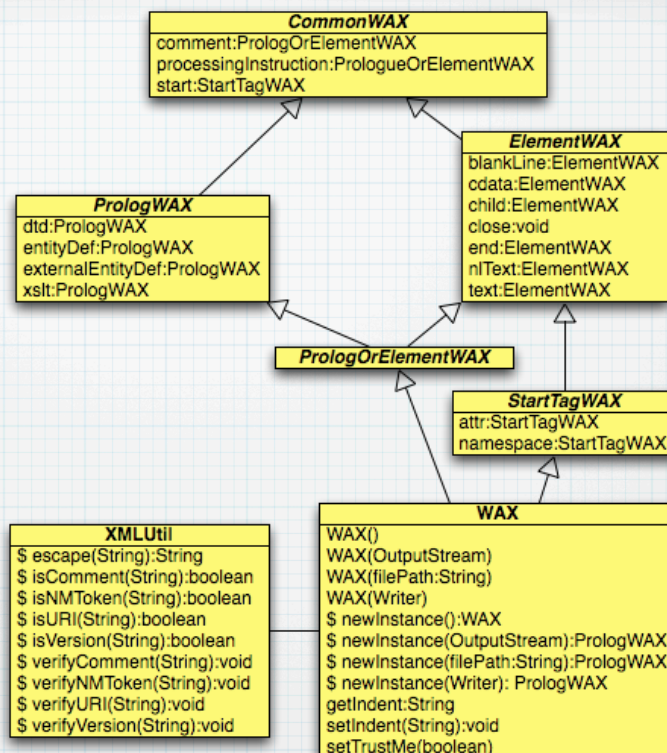 CommonWAX
comment:PrologOrElementWAX
processingInstruction:PrologueOrElementWAX
start:StartTagWAX
ElementWAX
blankLine:ElementWAX
cdata:ElementWAX
child:ElementWAX
close:void
end:ElementWAX
nlText:ElementWAX
text:ElementWAX
PrologWAX
dtd:PrologWAX
entityDef:PrologWAX
externalEntityDef:PrologWAX
xslt:PrologWAX
PrologOrElementWAX
StartTagWAX
attr:StartTagWAX
namespace:StartTagWAX
WAX
WAX()
WAX(OutputStream)
WAX(filePath:String)
WAX(Writer)
$ newInstance():WAX
$ newInstance(OutputStream):PrologWAX
$ newInstance(filePath:String):PrologWAX
$ newInstance(Writer): PrologWAX
getIndent:String
setIndent(String):void
setTrustMe(boolean)
XMLUtil
$ escape(String):String
$ isComment(String):boolean
$ isNMToken(String):boolean
$ isURI(String):boolean
$ isVersion(String):boolean
$ verifyComment(String):void
$ verifyNMToken(String):void
$ verifyURI(String):void
$ verifyVersion(String):void